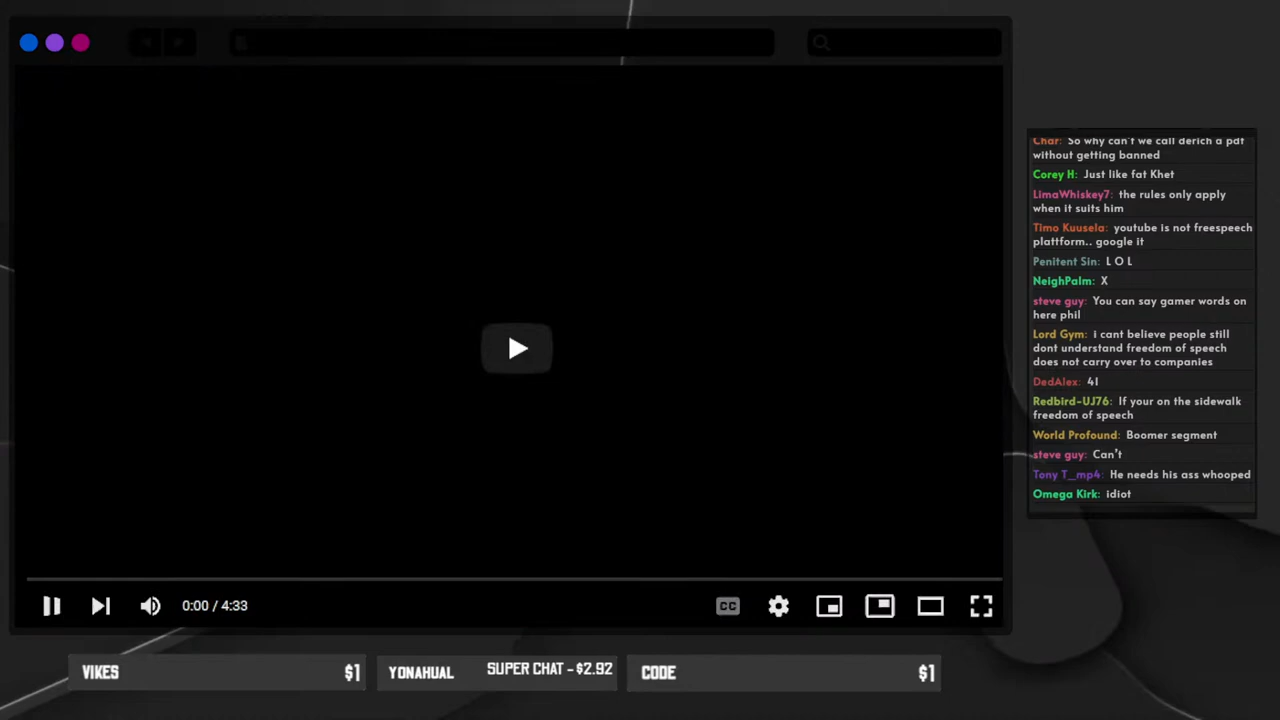 Char: So why can't we call derich a pdf
without getting banned
Corey H: Just like fat Khet
LimaWhiskey7: the rules only apply
when it suits him
Timo Kuusela: youtube is not freespeech
plattform.. google it
Penitent Sin: L O L
NeighPalm: X
steve guy: You can say gamer words on
here phil
Lord Gym: i cant believe people still
dont understand freedom of speech
does not carry over to companies
DedAlex: 41
Redbird-UJ76: If your on the sidewalk
freedom of speech
World Profound: Boomer segment
steve guy: Can't
Tony T_mp4: He needs his ass whooped
Omega Kirk: idiot
0:00 / 4:33
CC
VIKES $1
YONAHUAL SUPER CHAT - $2.92
CODE $1